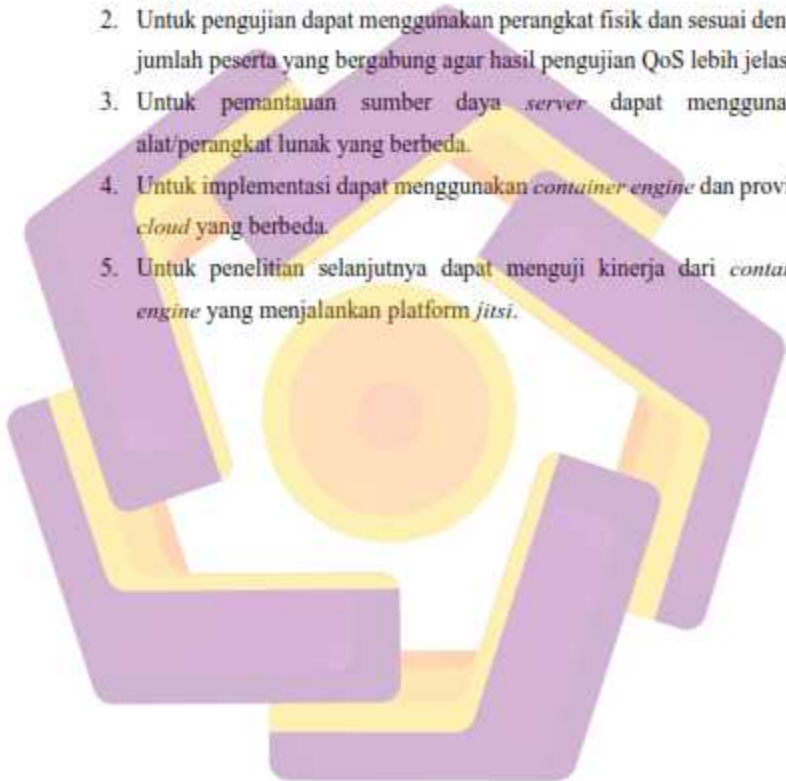 2. Untuk pengujian dapat menggunakan perangkat fisik dan sesuai den
jumlah peserta yang bergabung agar hasil pengujian QoS lebih jelas
3. Untuk pemantauan sumber daya server dapat mengguna
alat/perangkat lunak yang berbeda.
4. Untuk implementasi dapat menggunakan container engine dan provi
cloud yang berbeda.
5. Untuk penelitian selanjutnya dapat menguji kinerja dari contai
engine yang menjalankan platform jitsi.